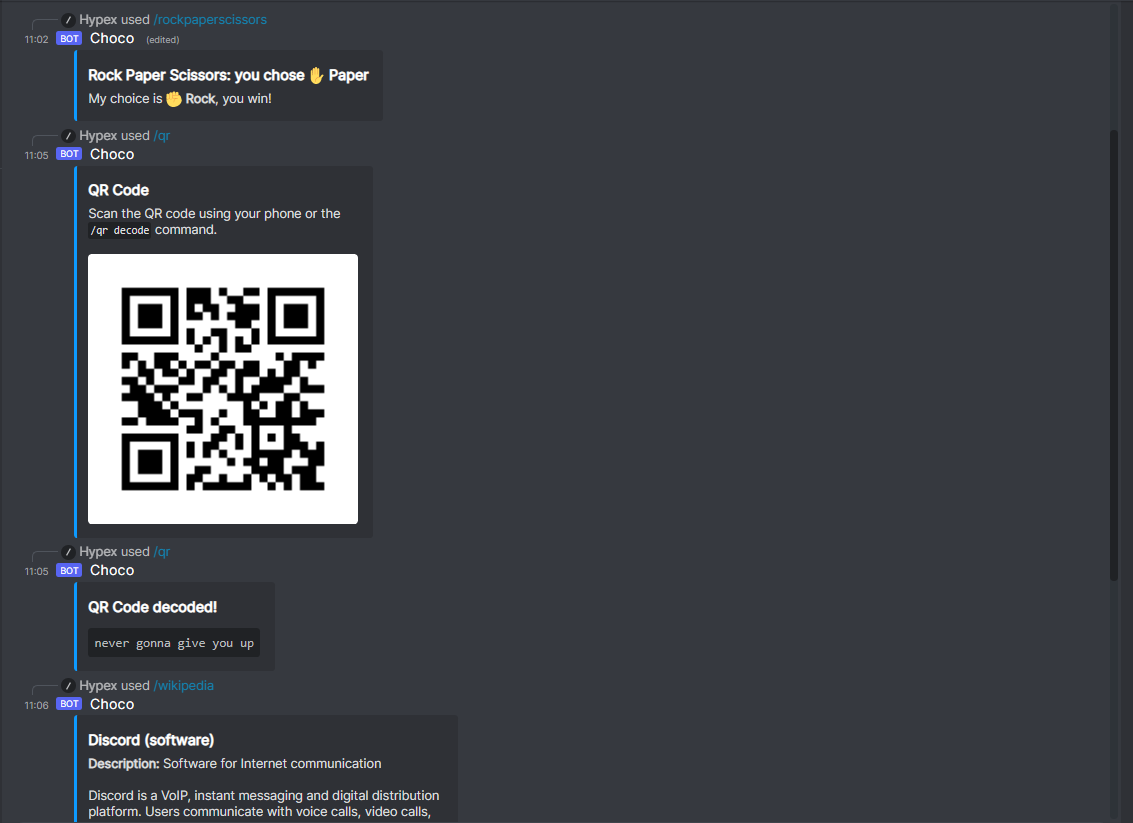 / Hypex used /rockpaperscissors
11:02 BOT Choco (edited)
Rock Paper Scissors: you chose ✋ Paper
My choice is ✊ Rock, you win!
/ Hypex used /qr
11:05 BOT Choco
QR Code
Scan the QR code using your phone or the
/qr decode command.
/ Hypex used /qr
11:05 BOT Choco
QR Code decoded!
never gonna give you up
/ Hypex used /wikipedia
11:06 BOT Choco
Discord (software)
Description: Software for Internet communication
Discord is a VoIP, instant messaging and digital distribution
platform. Users communicate with voice calls, video calls,